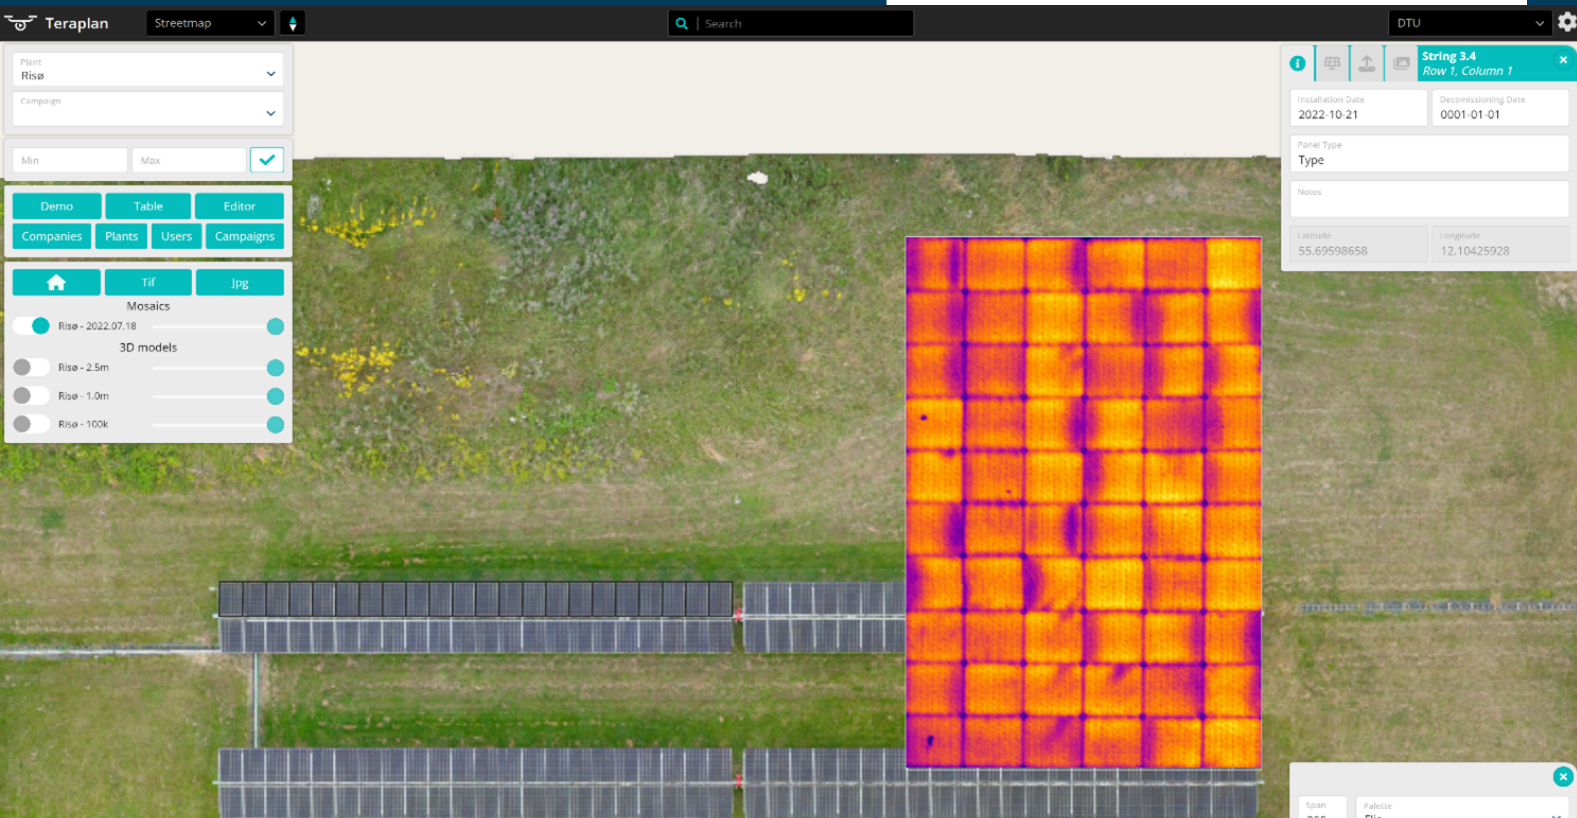 Teraplan
Streetmap
Search
DTU
Plant
Risø
Campaign
Min
Max
Demo
Table
Editor
Companies
Plants
Users
Campaigns
Tif
Jpg
Mosaics
Risø - 2022.07.18
3D models
Risø - 2.5m
Risø - 1.0m
Risø - 100k
String 3.4
Row 1, Column 1
Installation Date
2022-10-21
Decomissioning Date
0001-01-01
Panel Type
Type
Notes
Latitude
55.69598658
Longitude
12.10425928
Span
Palette